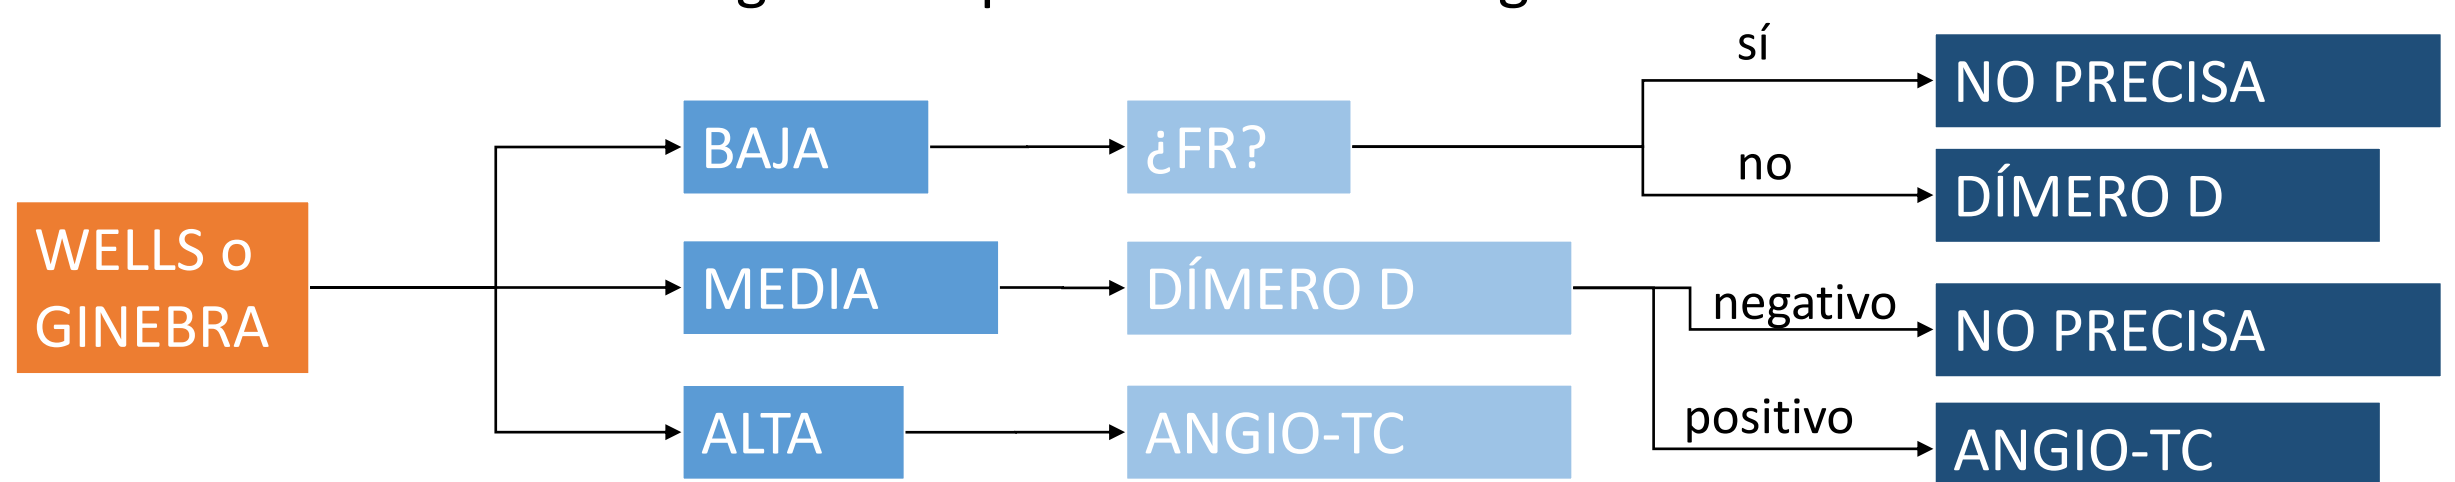 sí
NO PRECISA
BAJA
¿FR?
no
DÍMERO D
WELLS o
GINEBRA
MEDIA
DÍMERO D
negativo
NO PRECISA
ALTA
ANGIO-TC
positivo
ANGIO-TC